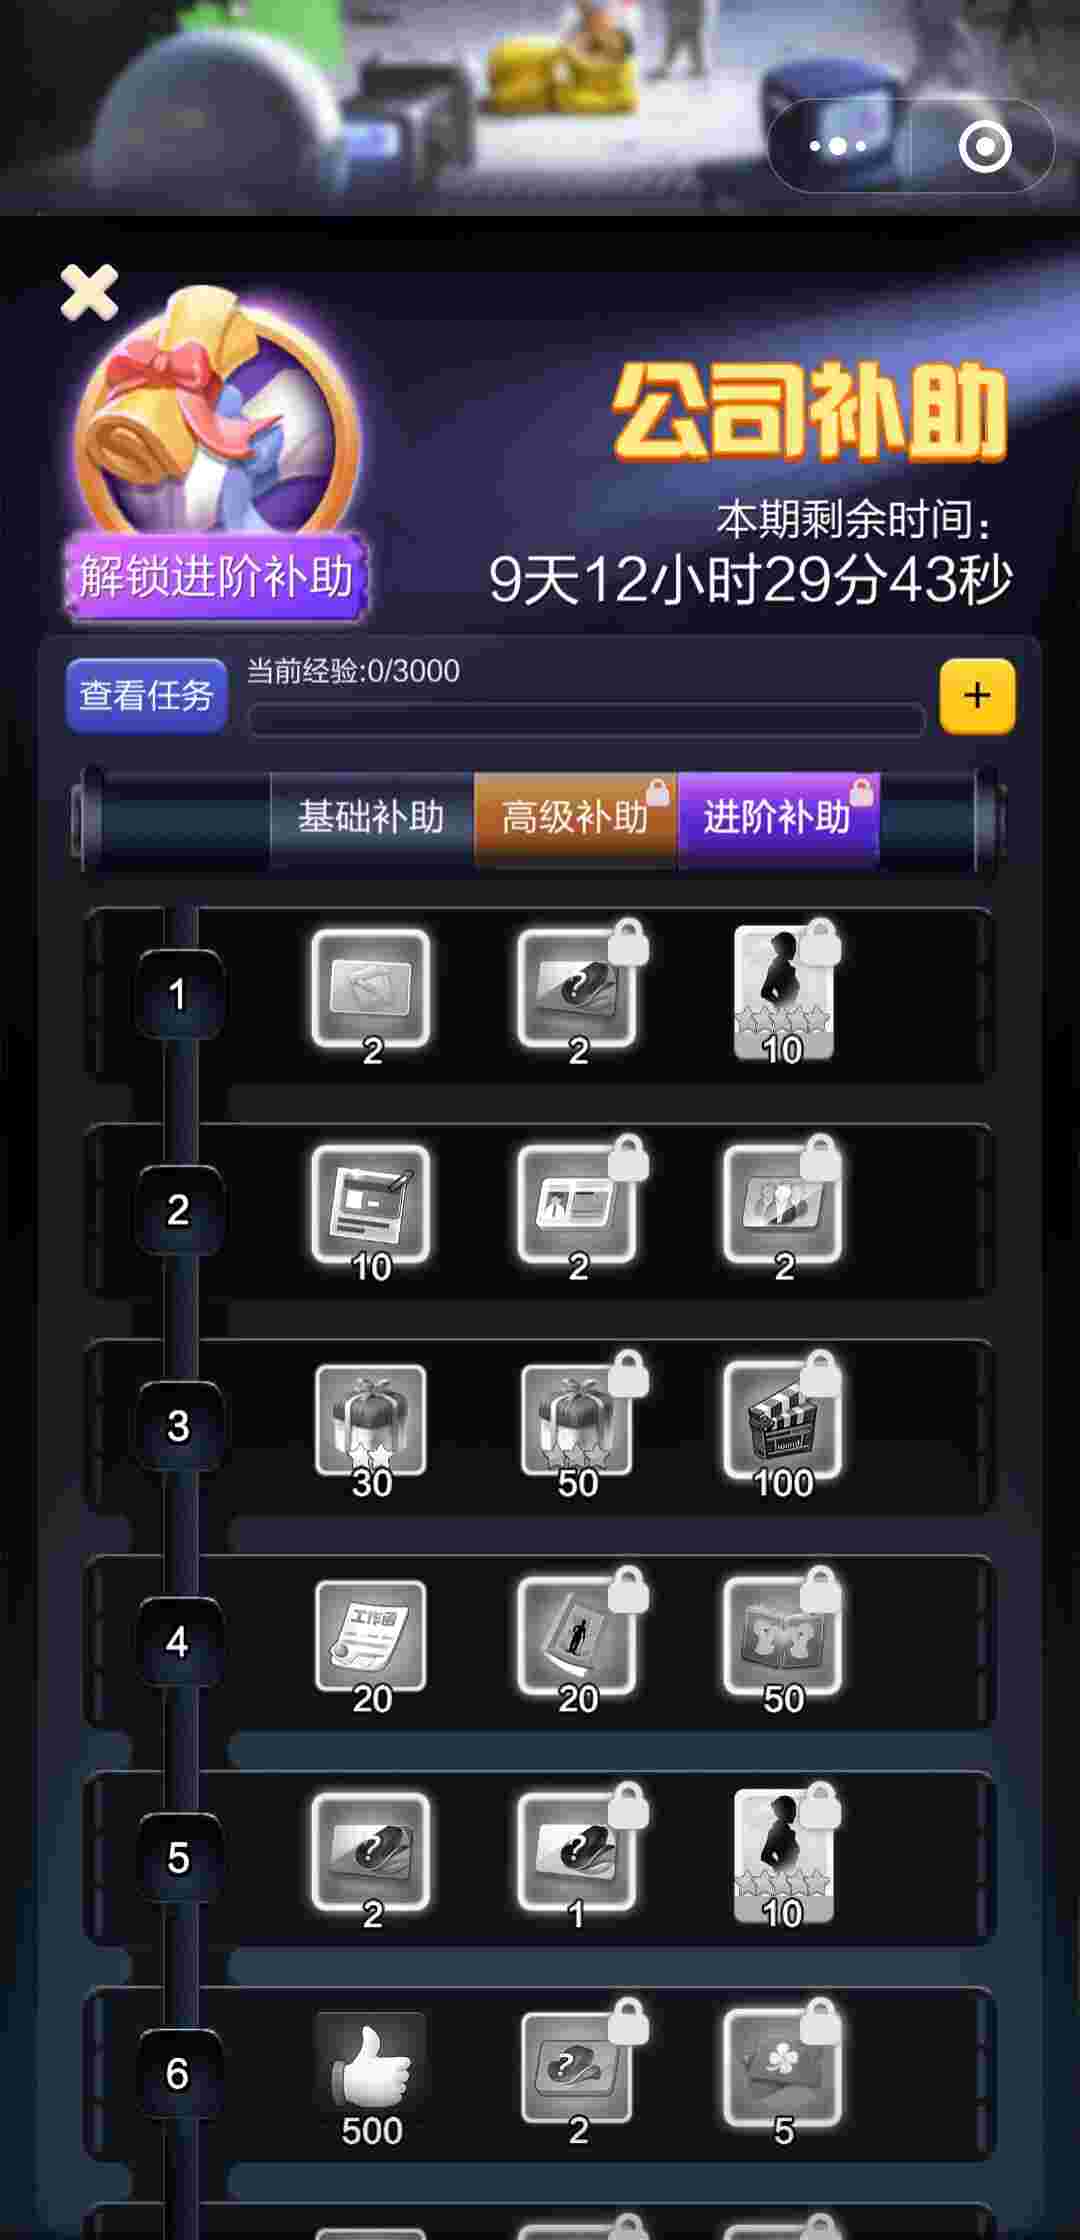 公司补助
本期剩余时间：
9天12小时29分43秒
解锁进阶补助
查看任务
当前经验:0/3000
+
基础补助 高级补助 进阶补助
1
2 ? 2 10
2
10 2 2
3
30 50 100
4
工作
20 20 50
5
? 2 ? 1 10
6
500 ? 2 5